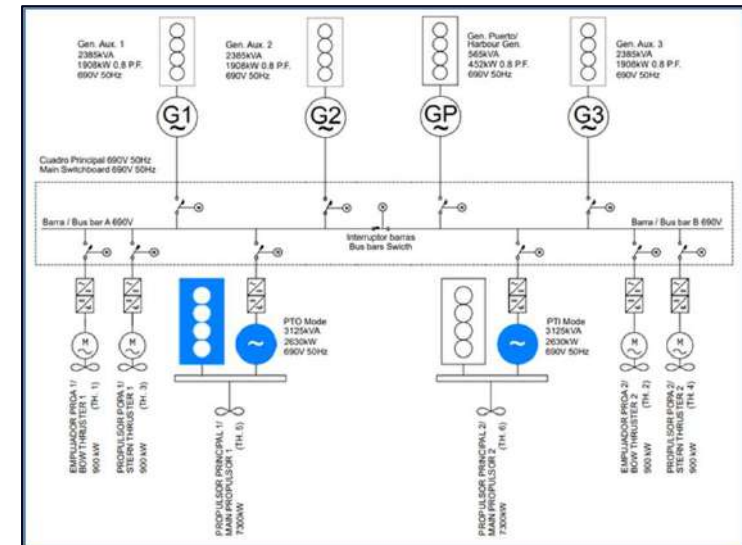 Gen. Aux. 1
2385kVA
1908kW 0.8 P.F.
690V 50Hz
Gen. Aux. 2
2385kVA
1908kW 0.8 P.F.
690V 50Hz
Gen. Puerto/
Harbour Gen.
565kVA
452kW 0.8 P.F.
690V 50Hz
Gen. Aux. 3
2385kVA
1908kW 0.8 P.F.
690V 50Hz
G1
~
G2
~
GP
~
G3
~
Cuadro Principal 690V 50Hz
Main Switchboard 690V 50Hz
Barra / Bus bar A 690V
Interruptor barras
Bus bars Swicth
Barra / Bus bar B 690V
PTO Mode
3125kVA
2630kW
690V 50Hz
~
PTI Mode
3125kVA
2630kW
690V 50Hz
~
M
~
M
~
M
~
M
~
EMPUJADOR PROA 1/
BOW THRUSTER 1 (TH. 1)
900 kW
PROPULSOR POPA 1/
STERN THRUSTER 1 (TH. 3)
900 kW
PROPULSOR PRINCIPAL 1/
MAIN PROPULSOR 1 (TH. 5)
7300kW
PROPULSOR PRINCIPAL 2/
MAIN PROPULSOR 2 (TH. 6)
7300kW
EMPUJADOR PROA 2/
BOW THRUSTER 2 (TH. 2)
900 kW
PROPULSOR POPA 2/
STERN THRUSTER 2 (TH. 4)
900 kW